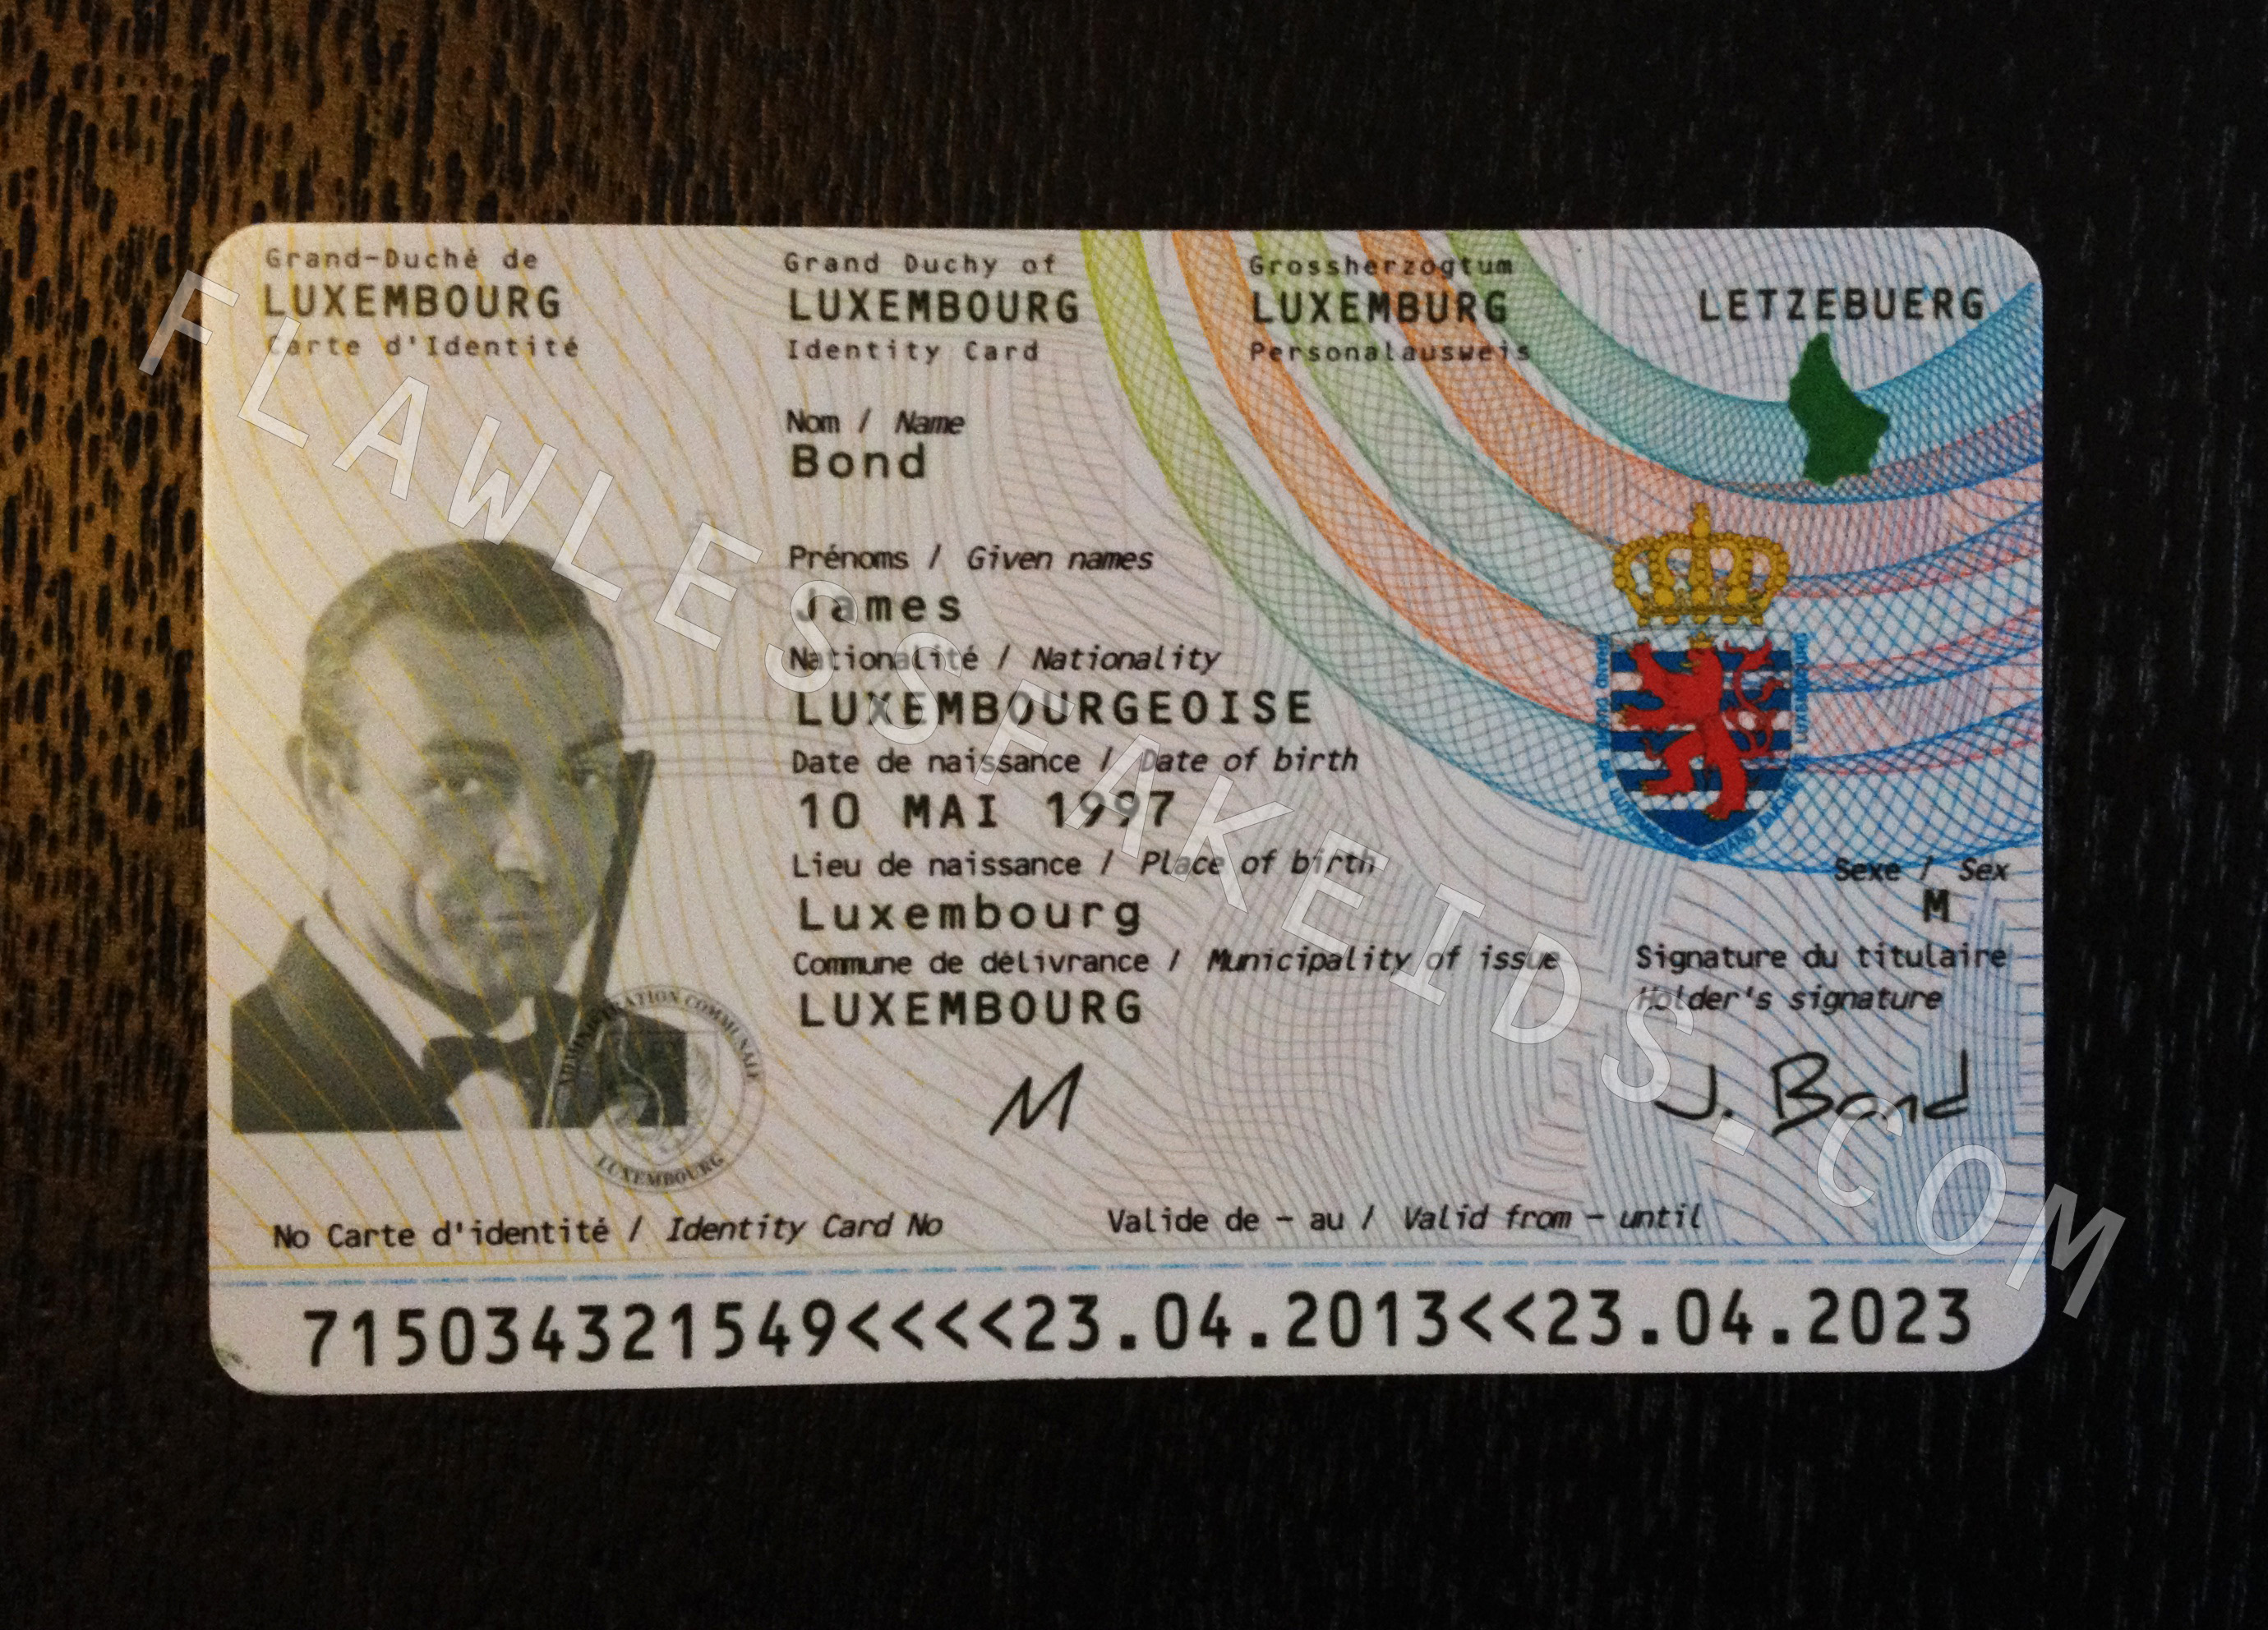 Grand-Duché de
LUXEMBOURG
Carte d'Identité
Grand Duchy of
LUXEMBOURG
Identity Card
Grossherzogtum
LUXEMBURG
Personalausweis
LETZEBUERG
Nom / Name
Bond
Prénoms / Given names
James
Nationalité / Nationality
LUXEMBOURGEOISE
Date de naissance / Date of birth
10 MAI 1997
Lieu de naissance / Place of birth
Luxembourg
Sexe / Sex
M
Commune de délivrance / Municipality of issue
LUXEMBOURG
Signature du titulaire
Holder's signature
J. Bond
M
ADMINISTRATION COMMUNALE
LUXEMBOURG
No Carte d'identité / Identity Card No
Valide de – au / Valid from – until
715034321549<<<<23.04.2013<<23.04.2023
FLAWLESSFAKEIDS.COM